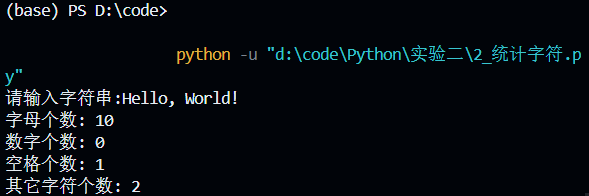 (base) PS D:\code>
python -u "d:\code\Python\实验二\2_统计字符.p
y"
请输入字符串:Hello, World!
字母个数: 10
数字个数: 0
空格个数: 1
其它字符个数: 2